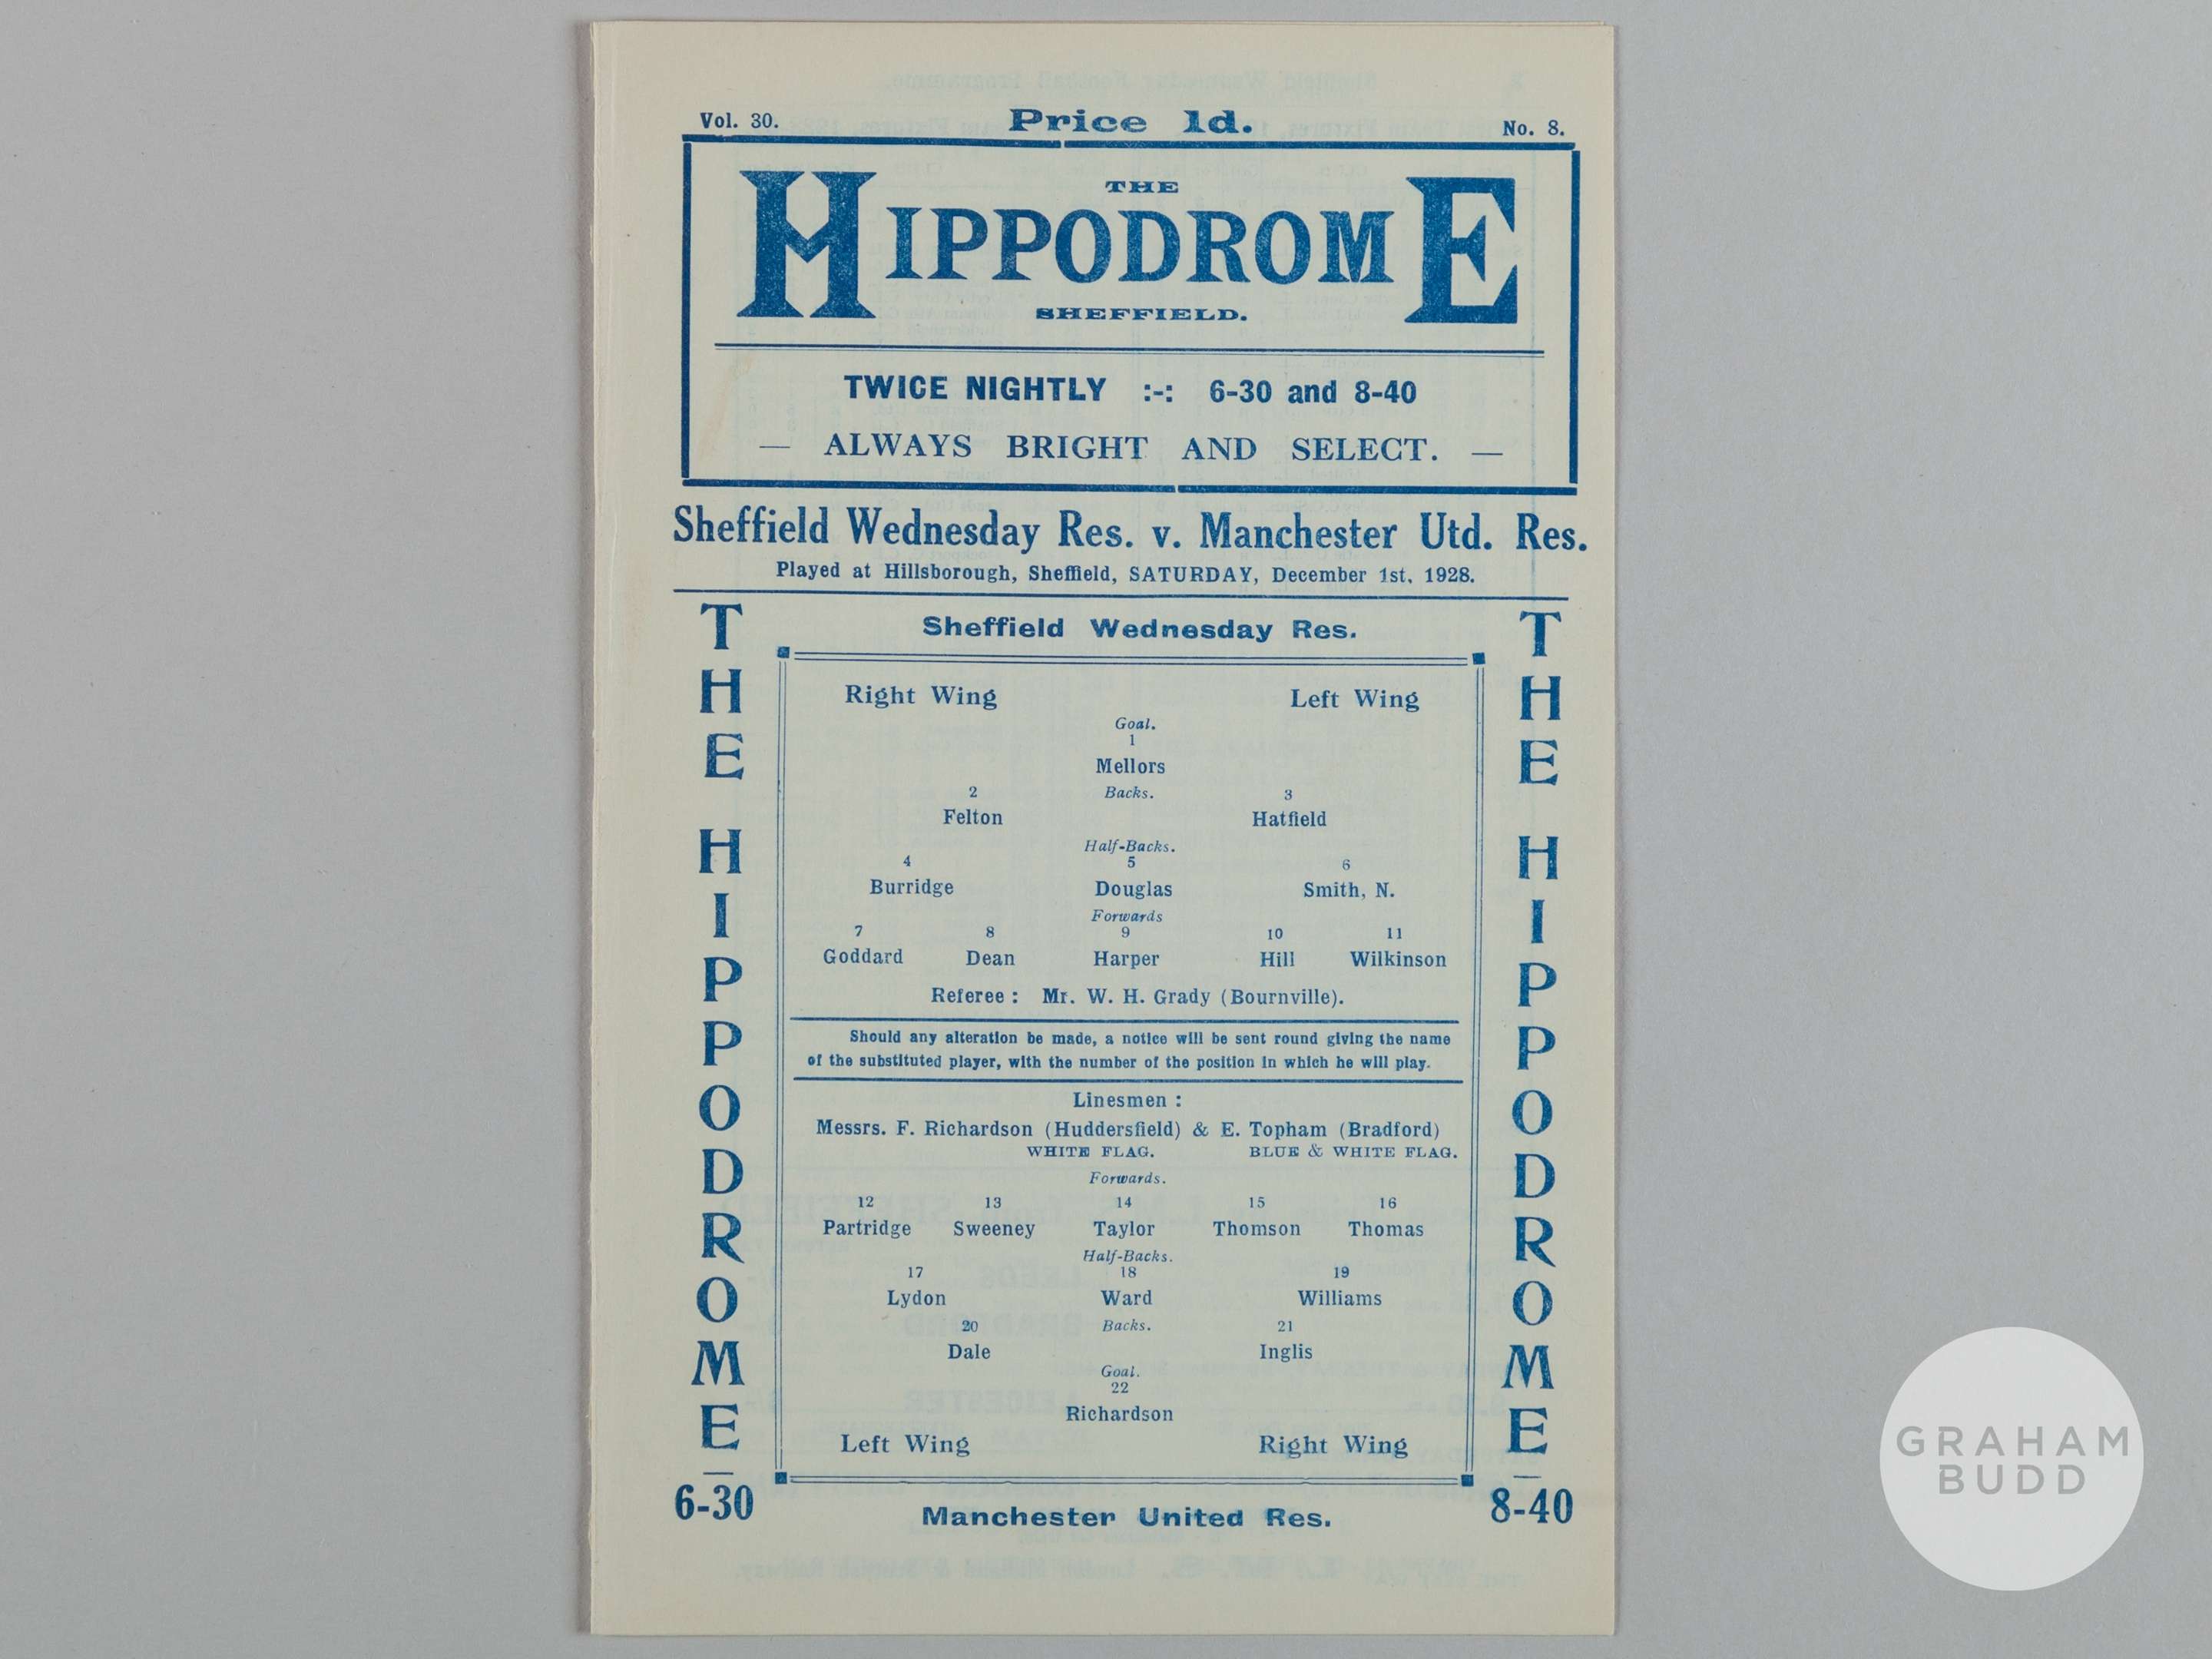 Vol. 30. Price 1d. No. 8.
THE
HIPPODROME
SHEFFIELD.
TWICE NIGHTLY :-: 6-30 and 8-40
— ALWAYS BRIGHT AND SELECT. —
Sheffield Wednesday Res. v. Manchester Utd. Res.
Played at Hillsborough, Sheffield, SATURDAY, December 1st, 1928.
THE HIPPODROME
6-30
Sheffield Wednesday Res.
Right Wing Left Wing
Goal.
1
Mellors
2 Backs. 3
Felton Hatfield
Half-Backs.
4 5 6
Burridge Douglas Smith, N.
Forwards
7 8 9 10 11
Goddard Dean Harper Hill Wilkinson
Referee : Mr. W. H. Grady (Bournville).
Should any alteration be made, a notice will be sent round giving the name
of the substituted player, with the number of the position in which he will play.
Linesmen :
Messrs. F. Richardson (Huddersfield) & E. Topham (Bradford)
WHITE FLAG. BLUE & WHITE FLAG.
Forwards.
12 13 14 15 16
Partridge Sweeney Taylor Thomson Thomas
Half-Backs.
17 18 19
Lydon Ward Williams
20 Backs. 21
Dale Inglis
Goal.
22
Richardson
Left Wing Right Wing
Manchester United Res.
THE HIPPODROME
8-40
GRAHAM
BUDD